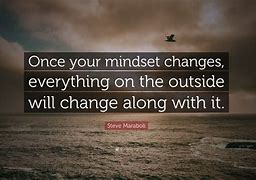 Once your mindset changes,
everything on the outside
will change along with it.
Steve Maraboli